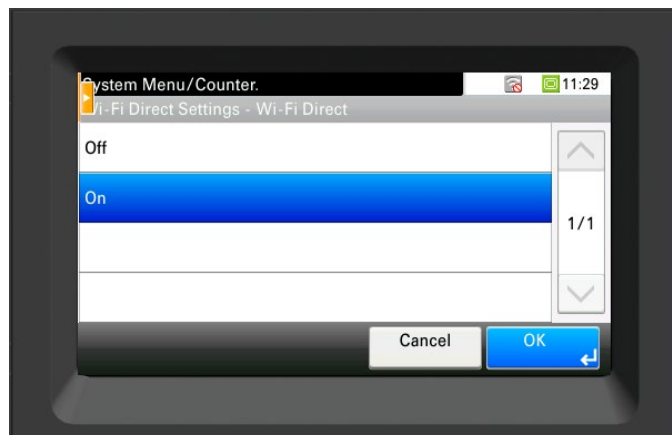 System Menu/Counter.
11:29
Wi-Fi Direct Settings - Wi-Fi Direct
Off
On
1/1
Cancel
OK